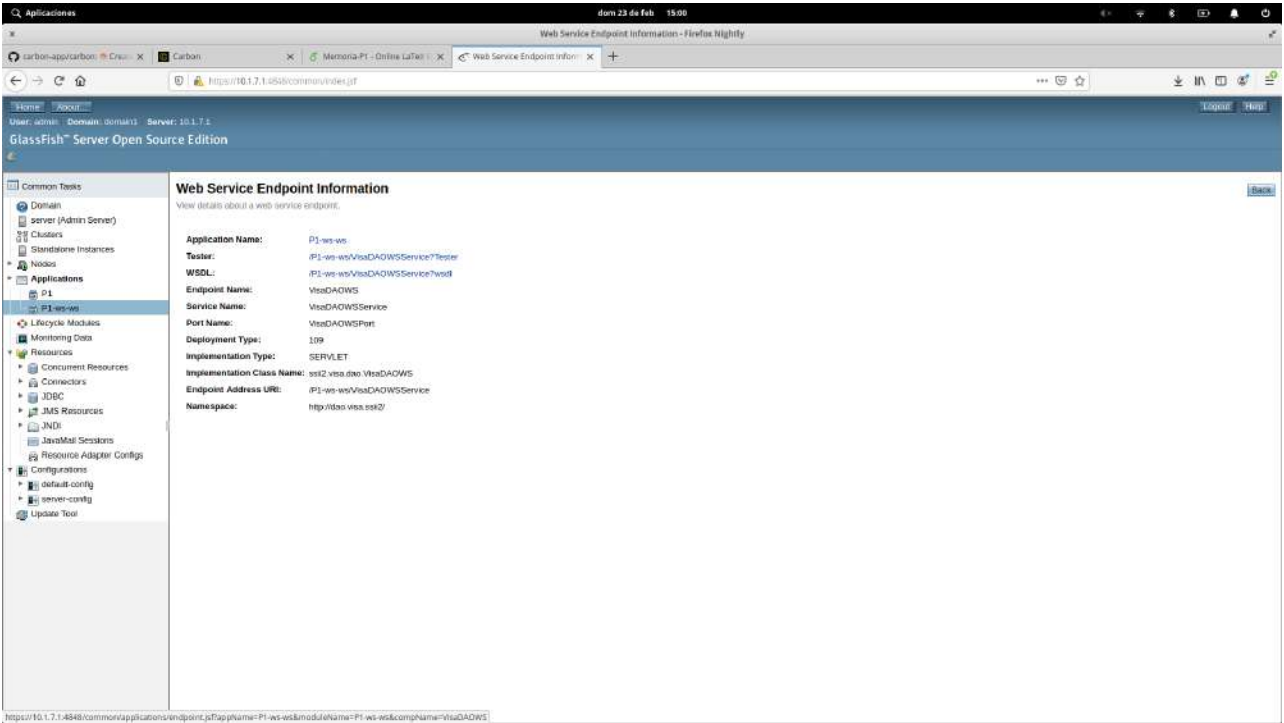 Aplicaciones
dom 23 de feb 15:00
Web Service Endpoint Information - Firefox Nightly
carbon-app/carbon: Crea
Carbon
Memoria-P1 - Online LaTeX
Web Service Endpoint Inform
https://10.1.7.1:4848/common/index.jsf
Home About...
Logout Help
User: admin Domain: domain1 Server: 10.1.7.1
GlassFish™ Server Open Source Edition
Common Tasks
Domain
server (Admin Server)
Clusters
Standalone Instances
Nodes
Applications
P1
P1-ws-ws
Lifecycle Modules
Monitoring Data
Resources
Concurrent Resources
Connectors
JDBC
JMS Resources
JNDI
JavaMail Sessions
Resource Adapter Configs
Configurations
default-config
server-config
Update Tool
Web Service Endpoint Information
Back
View details about a web service endpoint.
Application Name: P1-ws-ws
Tester: /P1-ws-ws/VisaDAOWSService?Tester
WSDL: /P1-ws-ws/VisaDAOWSService?wsdl
Endpoint Name: VisaDAOWS
Service Name: VisaDAOWSService
Port Name: VisaDAOWSPort
Deployment Type: 109
Implementation Type: SERVLET
Implementation Class Name: ssii2.visa.dao.VisaDAOWS
Endpoint Address URI: /P1-ws-ws/VisaDAOWSService
Namespace: http://dao.visa.ssii2/
https://10.1.7.1:4848/common/applications/endpoint.jsf?appName=P1-ws-ws&moduleName=P1-ws-ws&compName=VisaDAOWS